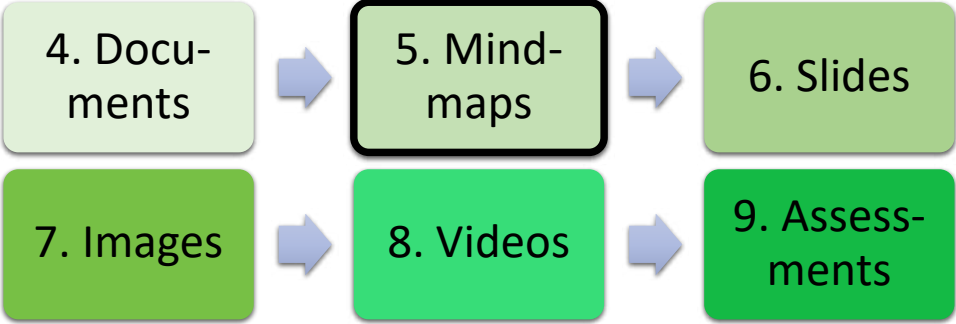 4. Docu-
ments
5. Mind-
maps
6. Slides
7. Images
8. Videos
9. Assess-
ments